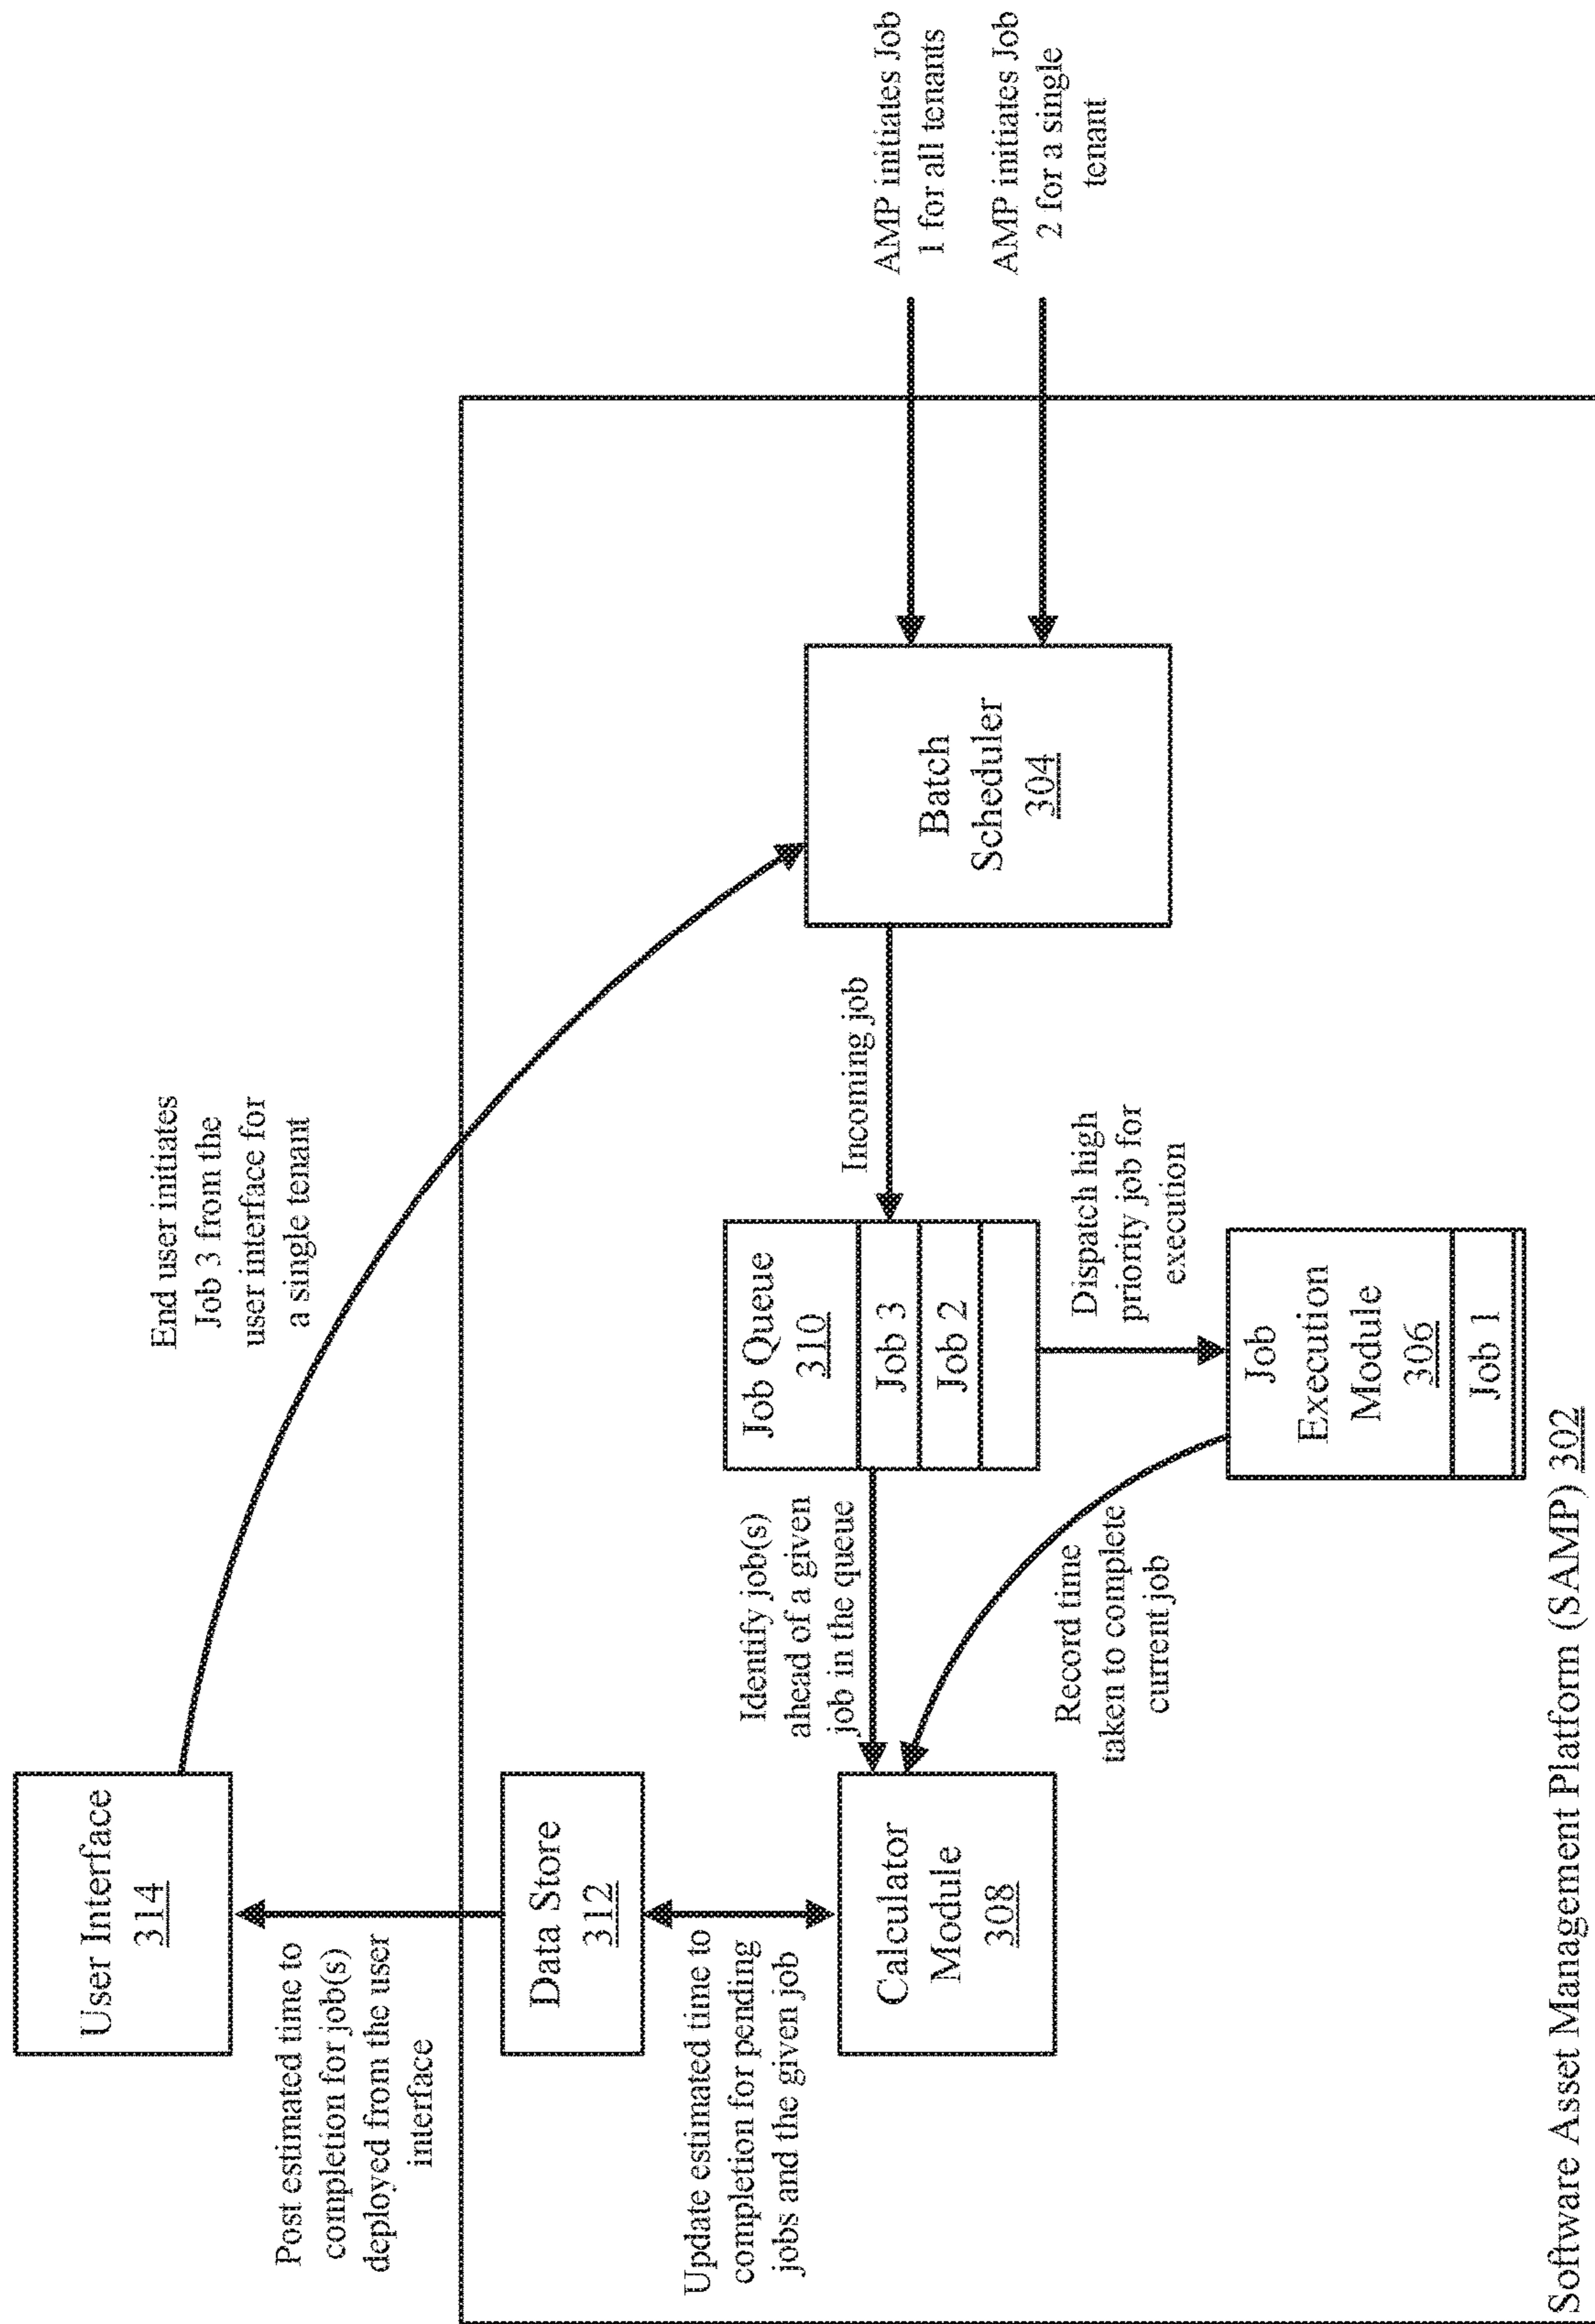 User Interface
314
Post estimated time to
completion for job(s)
deployed from the user
interface
End user initiates
Job 3 from the
user interface for
a single tenant
Data Store
312
Update estimated time to
completion for pending
jobs and the given job
Calculator
Module
308
Identify job(s)
ahead of a given
job in the queue
Record time
taken to complete
current job
Job Queue
310
Job 3
Job 2
Incoming job
Dispatch high
priority job for
execution
Job
Execution
Module
306
Job 1
Batch
Scheduler
304
AMP initiates Job
1 for all tenants
AMP initiates Job
2 for a single
tenant
Software Asset Management Platform (SAMP) 302